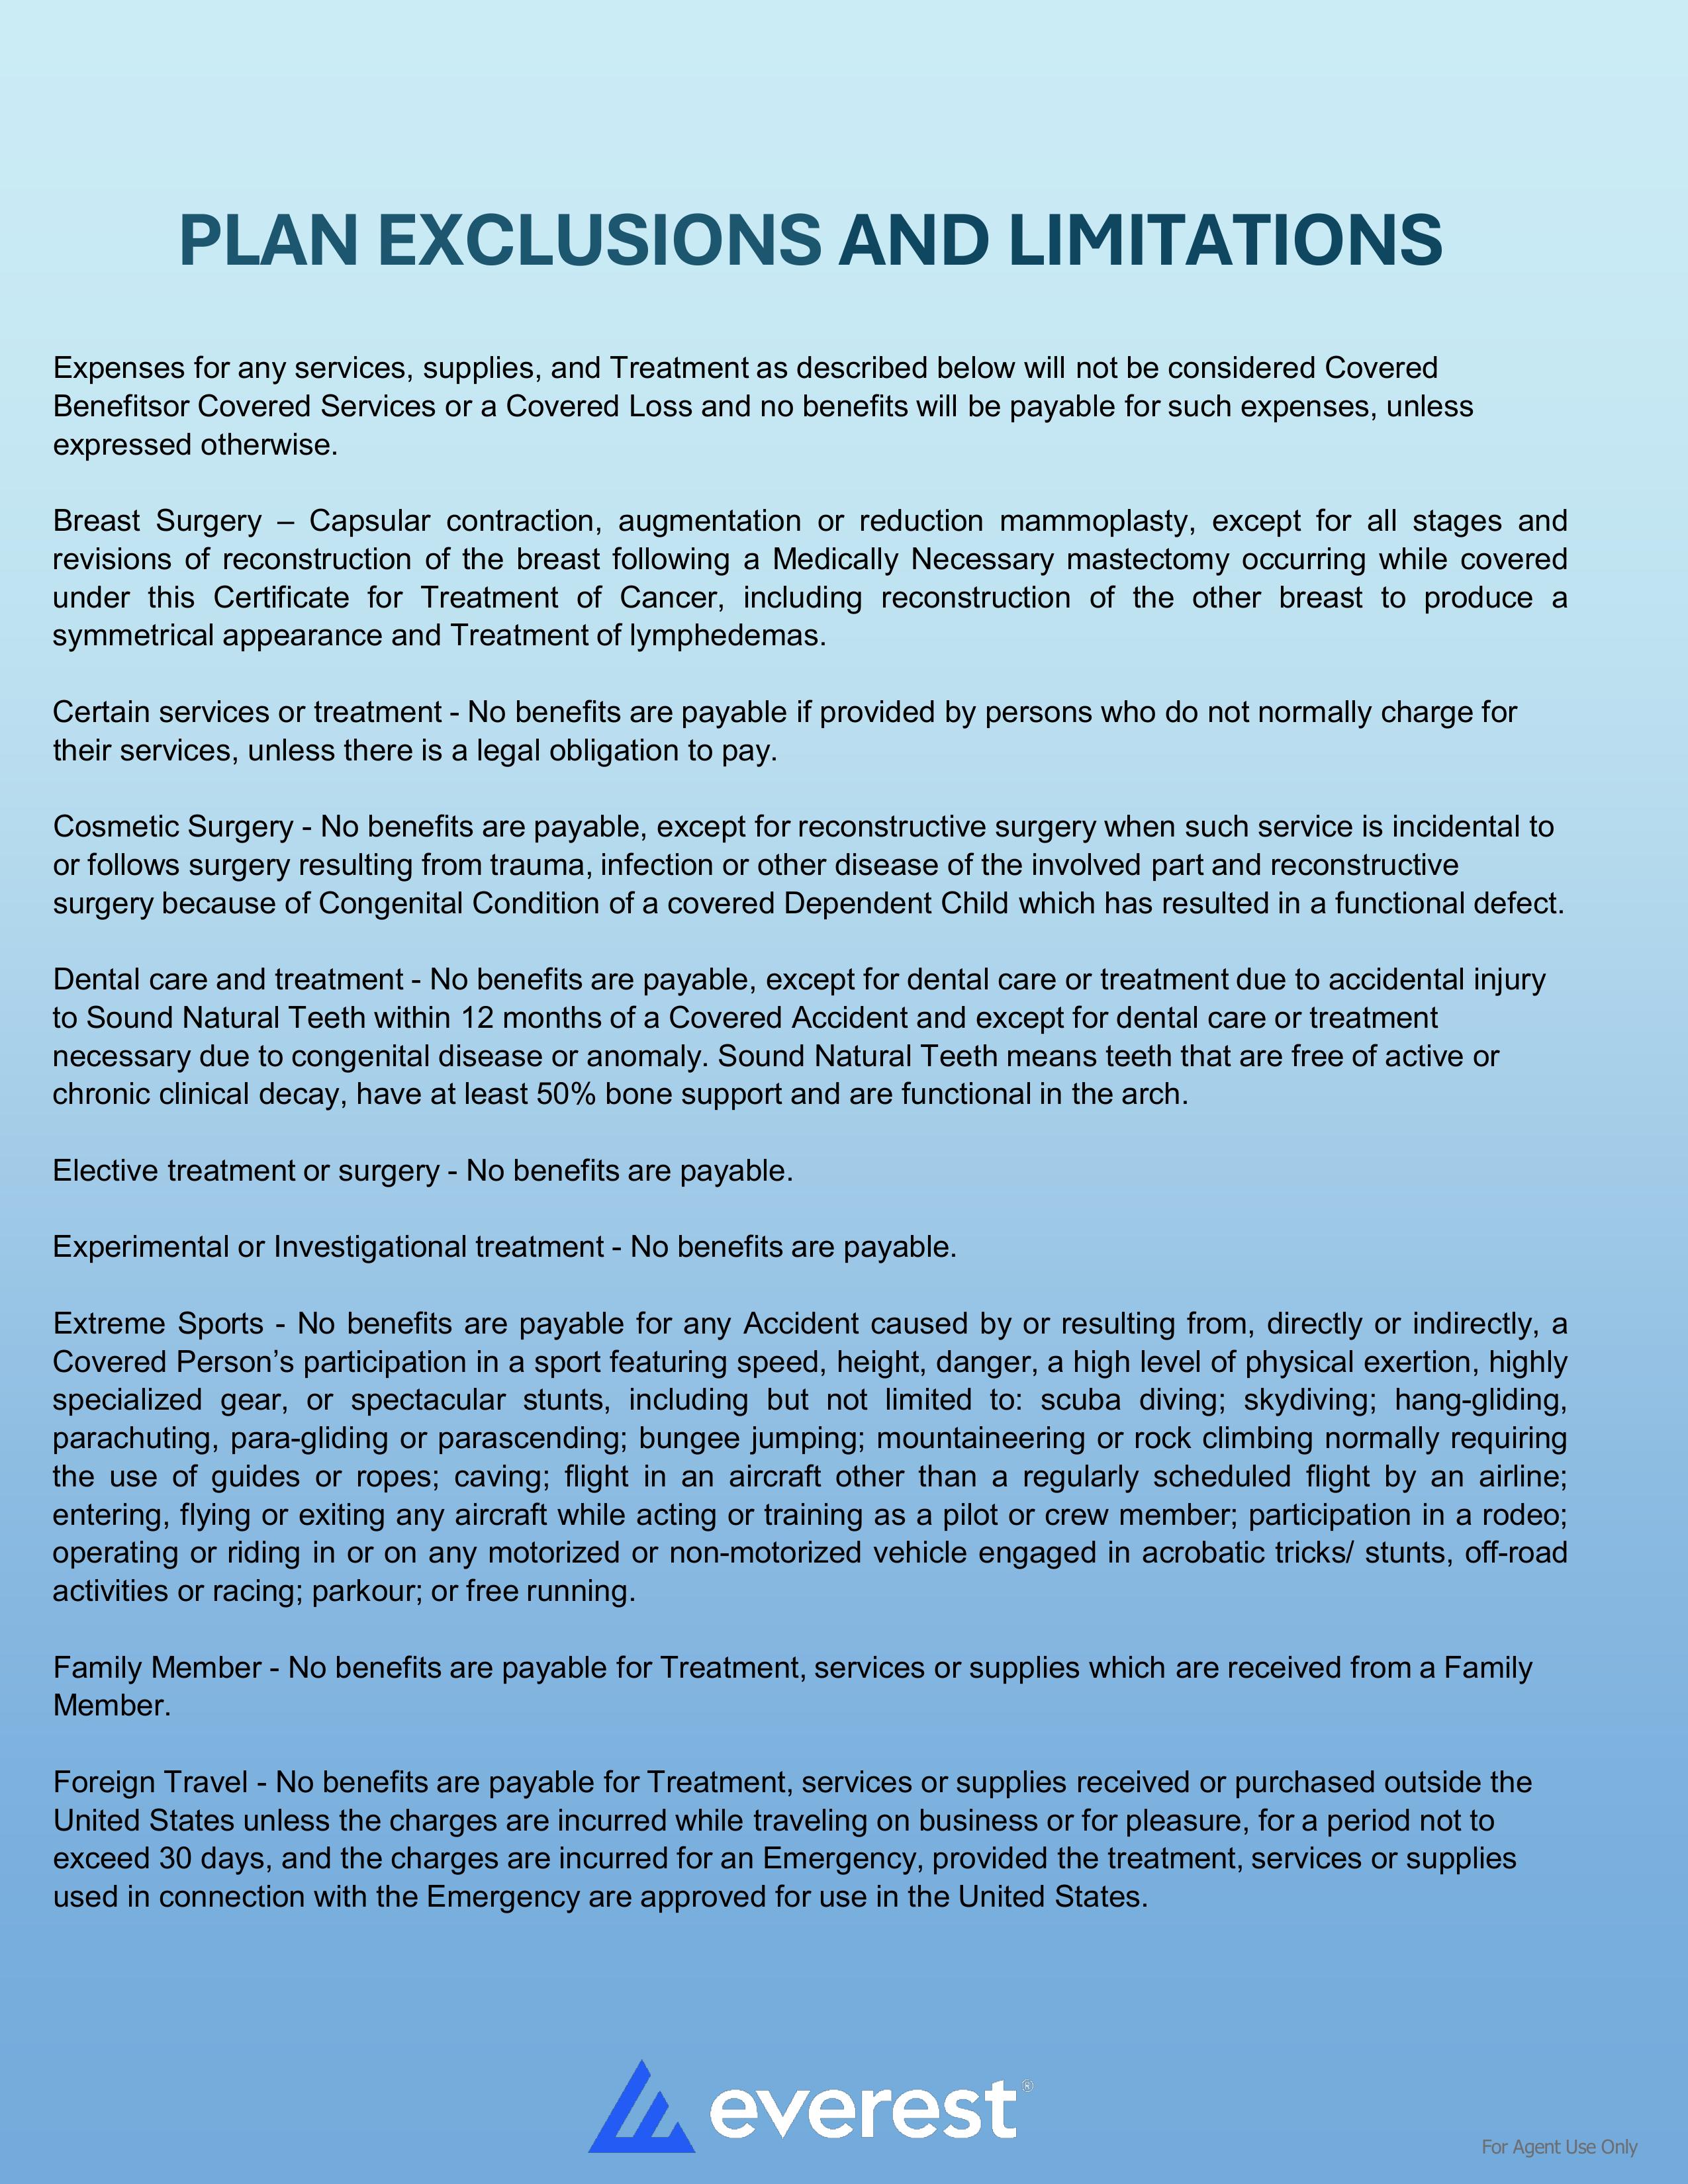 PLAN EXCLUSIONS AND LIMITATIONS
Expenses for any services, supplies, and Treatment as described below will not be considered Covered
Benefitsor Covered Services or a Covered Loss and no benefits will be payable for such expenses, unless
expressed otherwise.
Breast Surgery – Capsular contraction, augmentation or reduction mammoplasty, except for all stages and
revisions of reconstruction of the breast following a Medically Necessary mastectomy occurring while covered
under this Certificate for Treatment of Cancer, including reconstruction of the other breast to produce a
symmetrical appearance and Treatment of lymphedemas.
Certain services or treatment - No benefits are payable if provided by persons who do not normally charge for
their services, unless there is a legal obligation to pay.
Cosmetic Surgery - No benefits are payable, except for reconstructive surgery when such service is incidental to
or follows surgery resulting from trauma, infection or other disease of the involved part and reconstructive
surgery because of Congenital Condition of a covered Dependent Child which has resulted in a functional defect.
Dental care and treatment - No benefits are payable, except for dental care or treatment due to accidental injury
to Sound Natural Teeth within 12 months of a Covered Accident and except for dental care or treatment
necessary due to congenital disease or anomaly. Sound Natural Teeth means teeth that are free of active or
chronic clinical decay, have at least 50% bone support and are functional in the arch.
Elective treatment or surgery - No benefits are payable.
Experimental or Investigational treatment - No benefits are payable.
Extreme Sports - No benefits are payable for any Accident caused by or resulting from, directly or indirectly, a
Covered Person’s participation in a sport featuring speed, height, danger, a high level of physical exertion, highly
specialized gear, or spectacular stunts, including but not limited to: scuba diving; skydiving; hang-gliding,
parachuting, para-gliding or parascending; bungee jumping; mountaineering or rock climbing normally requiring
the use of guides or ropes; caving; flight in an aircraft other than a regularly scheduled flight by an airline;
entering, flying or exiting any aircraft while acting or training as a pilot or crew member; participation in a rodeo;
operating or riding in or on any motorized or non-motorized vehicle engaged in acrobatic tricks/ stunts, off-road
activities or racing; parkour; or free running.
Family Member - No benefits are payable for Treatment, services or supplies which are received from a Family
Member.
Foreign Travel - No benefits are payable for Treatment, services or supplies received or purchased outside the
United States unless the charges are incurred while traveling on business or for pleasure, for a period not to
exceed 30 days, and the charges are incurred for an Emergency, provided the treatment, services or supplies
used in connection with the Emergency are approved for use in the United States.
everest®
For Agent Use Only